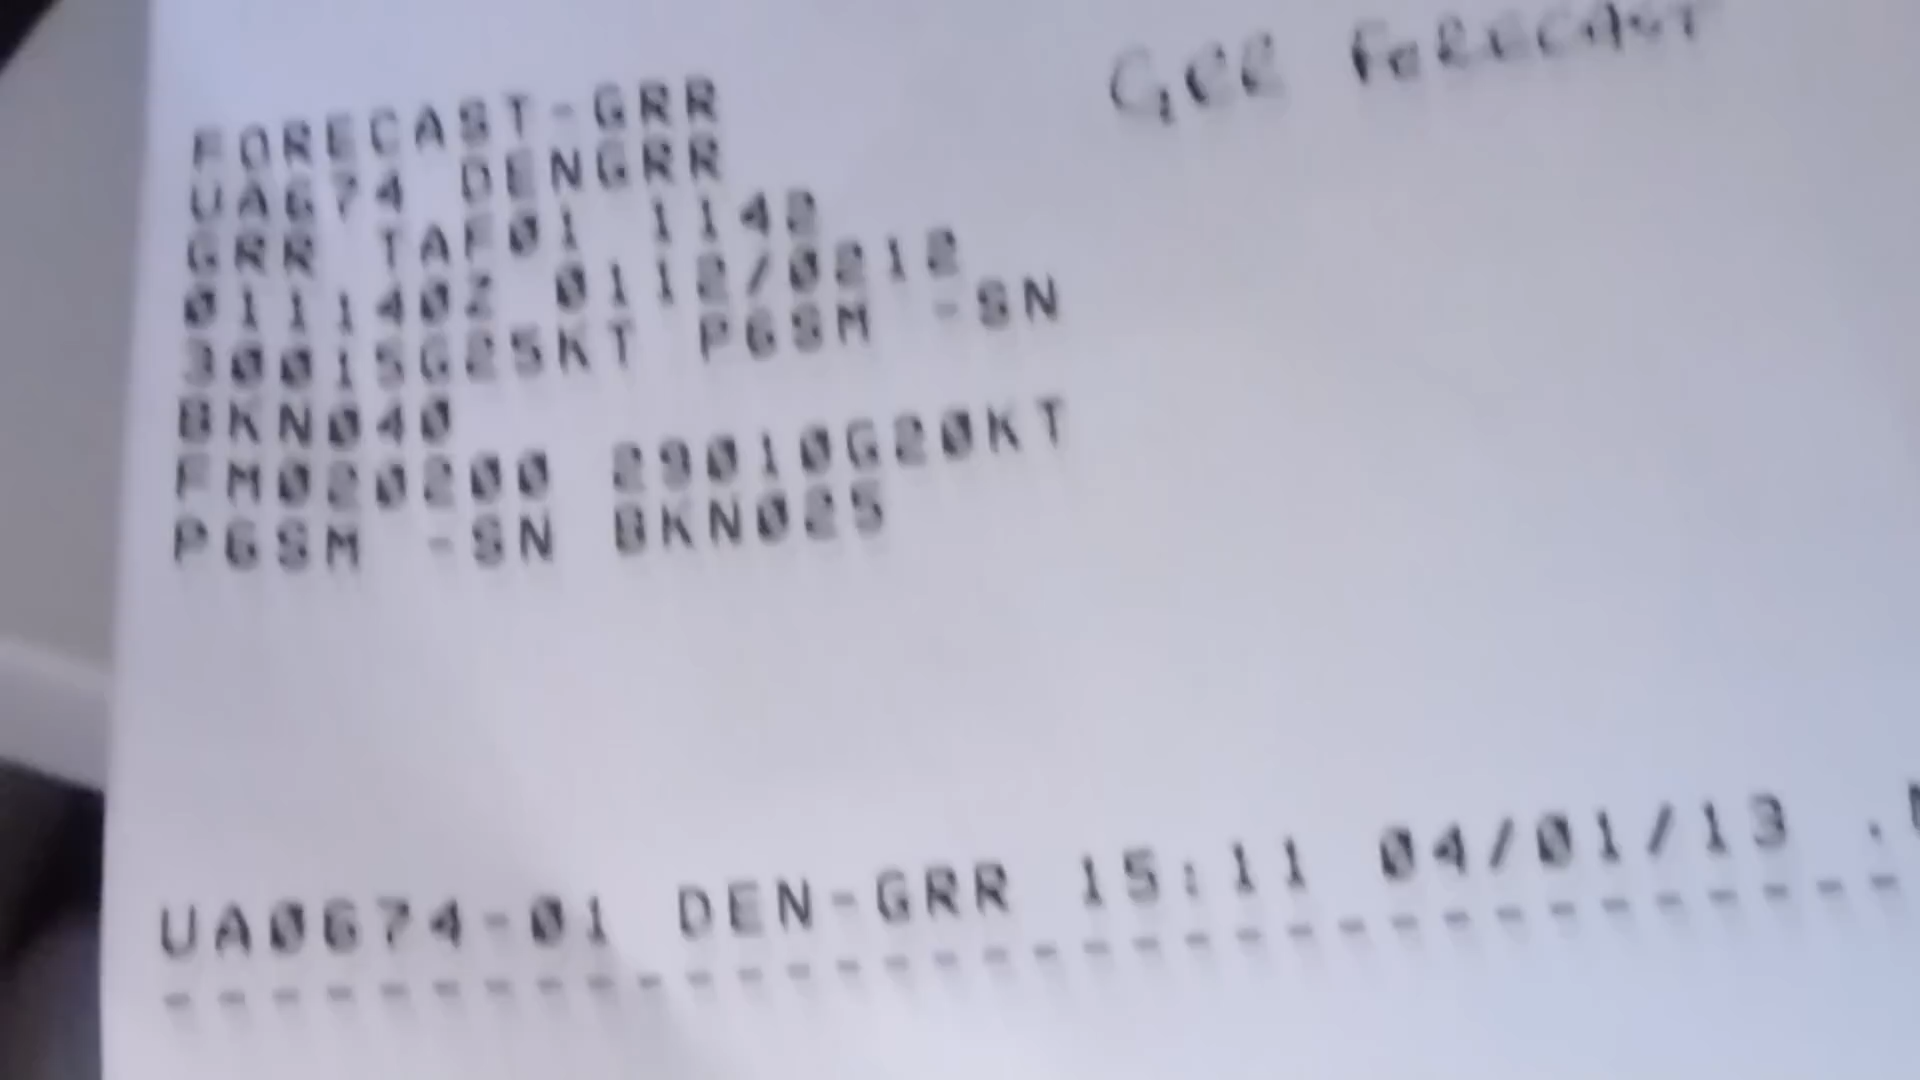 GRR FORECAST
FORECAST-GRR
UA674 DENGRR
GRR TAF01 1142
011140Z 0112/0212
30015G25KT P6SM -SN
BKN040
FM020200 29010G20KT
P6SM -SN BKN025
UA0674-01 DEN-GRR 15:11 04/01/13 .
--------------------------------